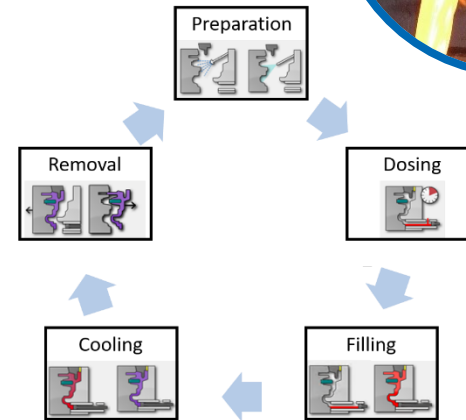 Preparation
Dosing
Filling
Cooling
Removal